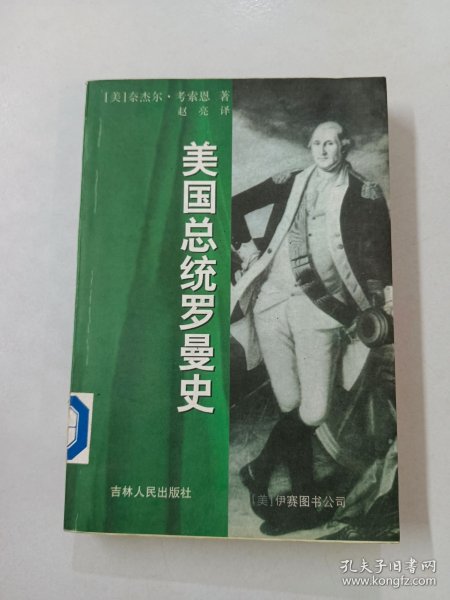 [美]奈杰尔·考索恩 著
赵 亮 译
美国总统罗曼史
吉林人民出版社
[美]伊赛图书公司
孔夫子旧书网
www.kongfz.com